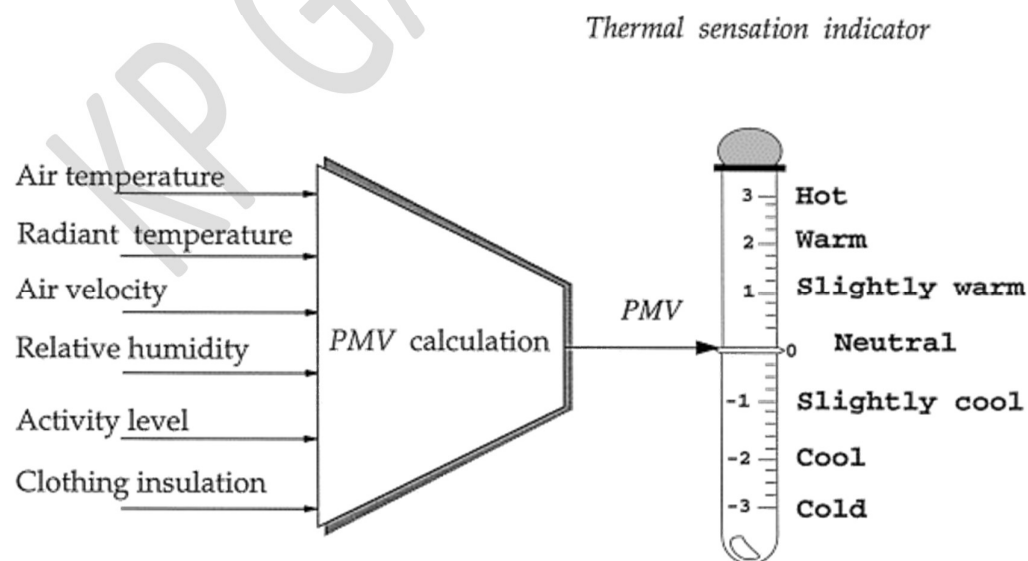 Thermal sensation indicator
Air temperature
Radiant temperature
Air velocity
Relative humidity
Activity level
Clothing insulation
PMV calculation
PMV
3 Hot
2 Warm
1 Slightly warm
0 Neutral
-1 Slightly cool
-2 Cool
-3 Cold
KP